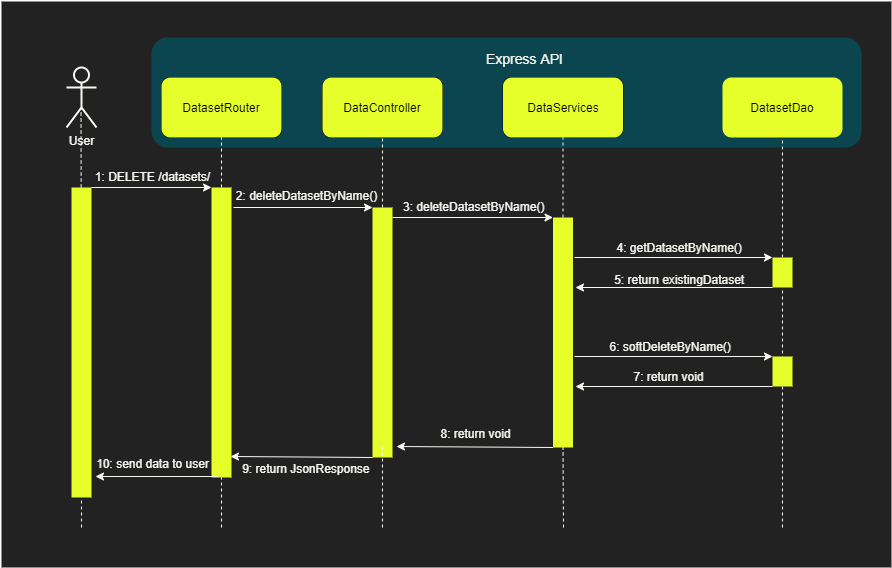 Express API
DatasetRouter
DataController
DataServices
DatasetDao
User
1: DELETE /datasets/
2: deleteDatasetByName()
3: deleteDatasetByName()
4: getDatasetByName()
5: return existingDataset
6: softDeleteByName()
7: return void
8: return void
9: return JsonResponse
10: send data to user